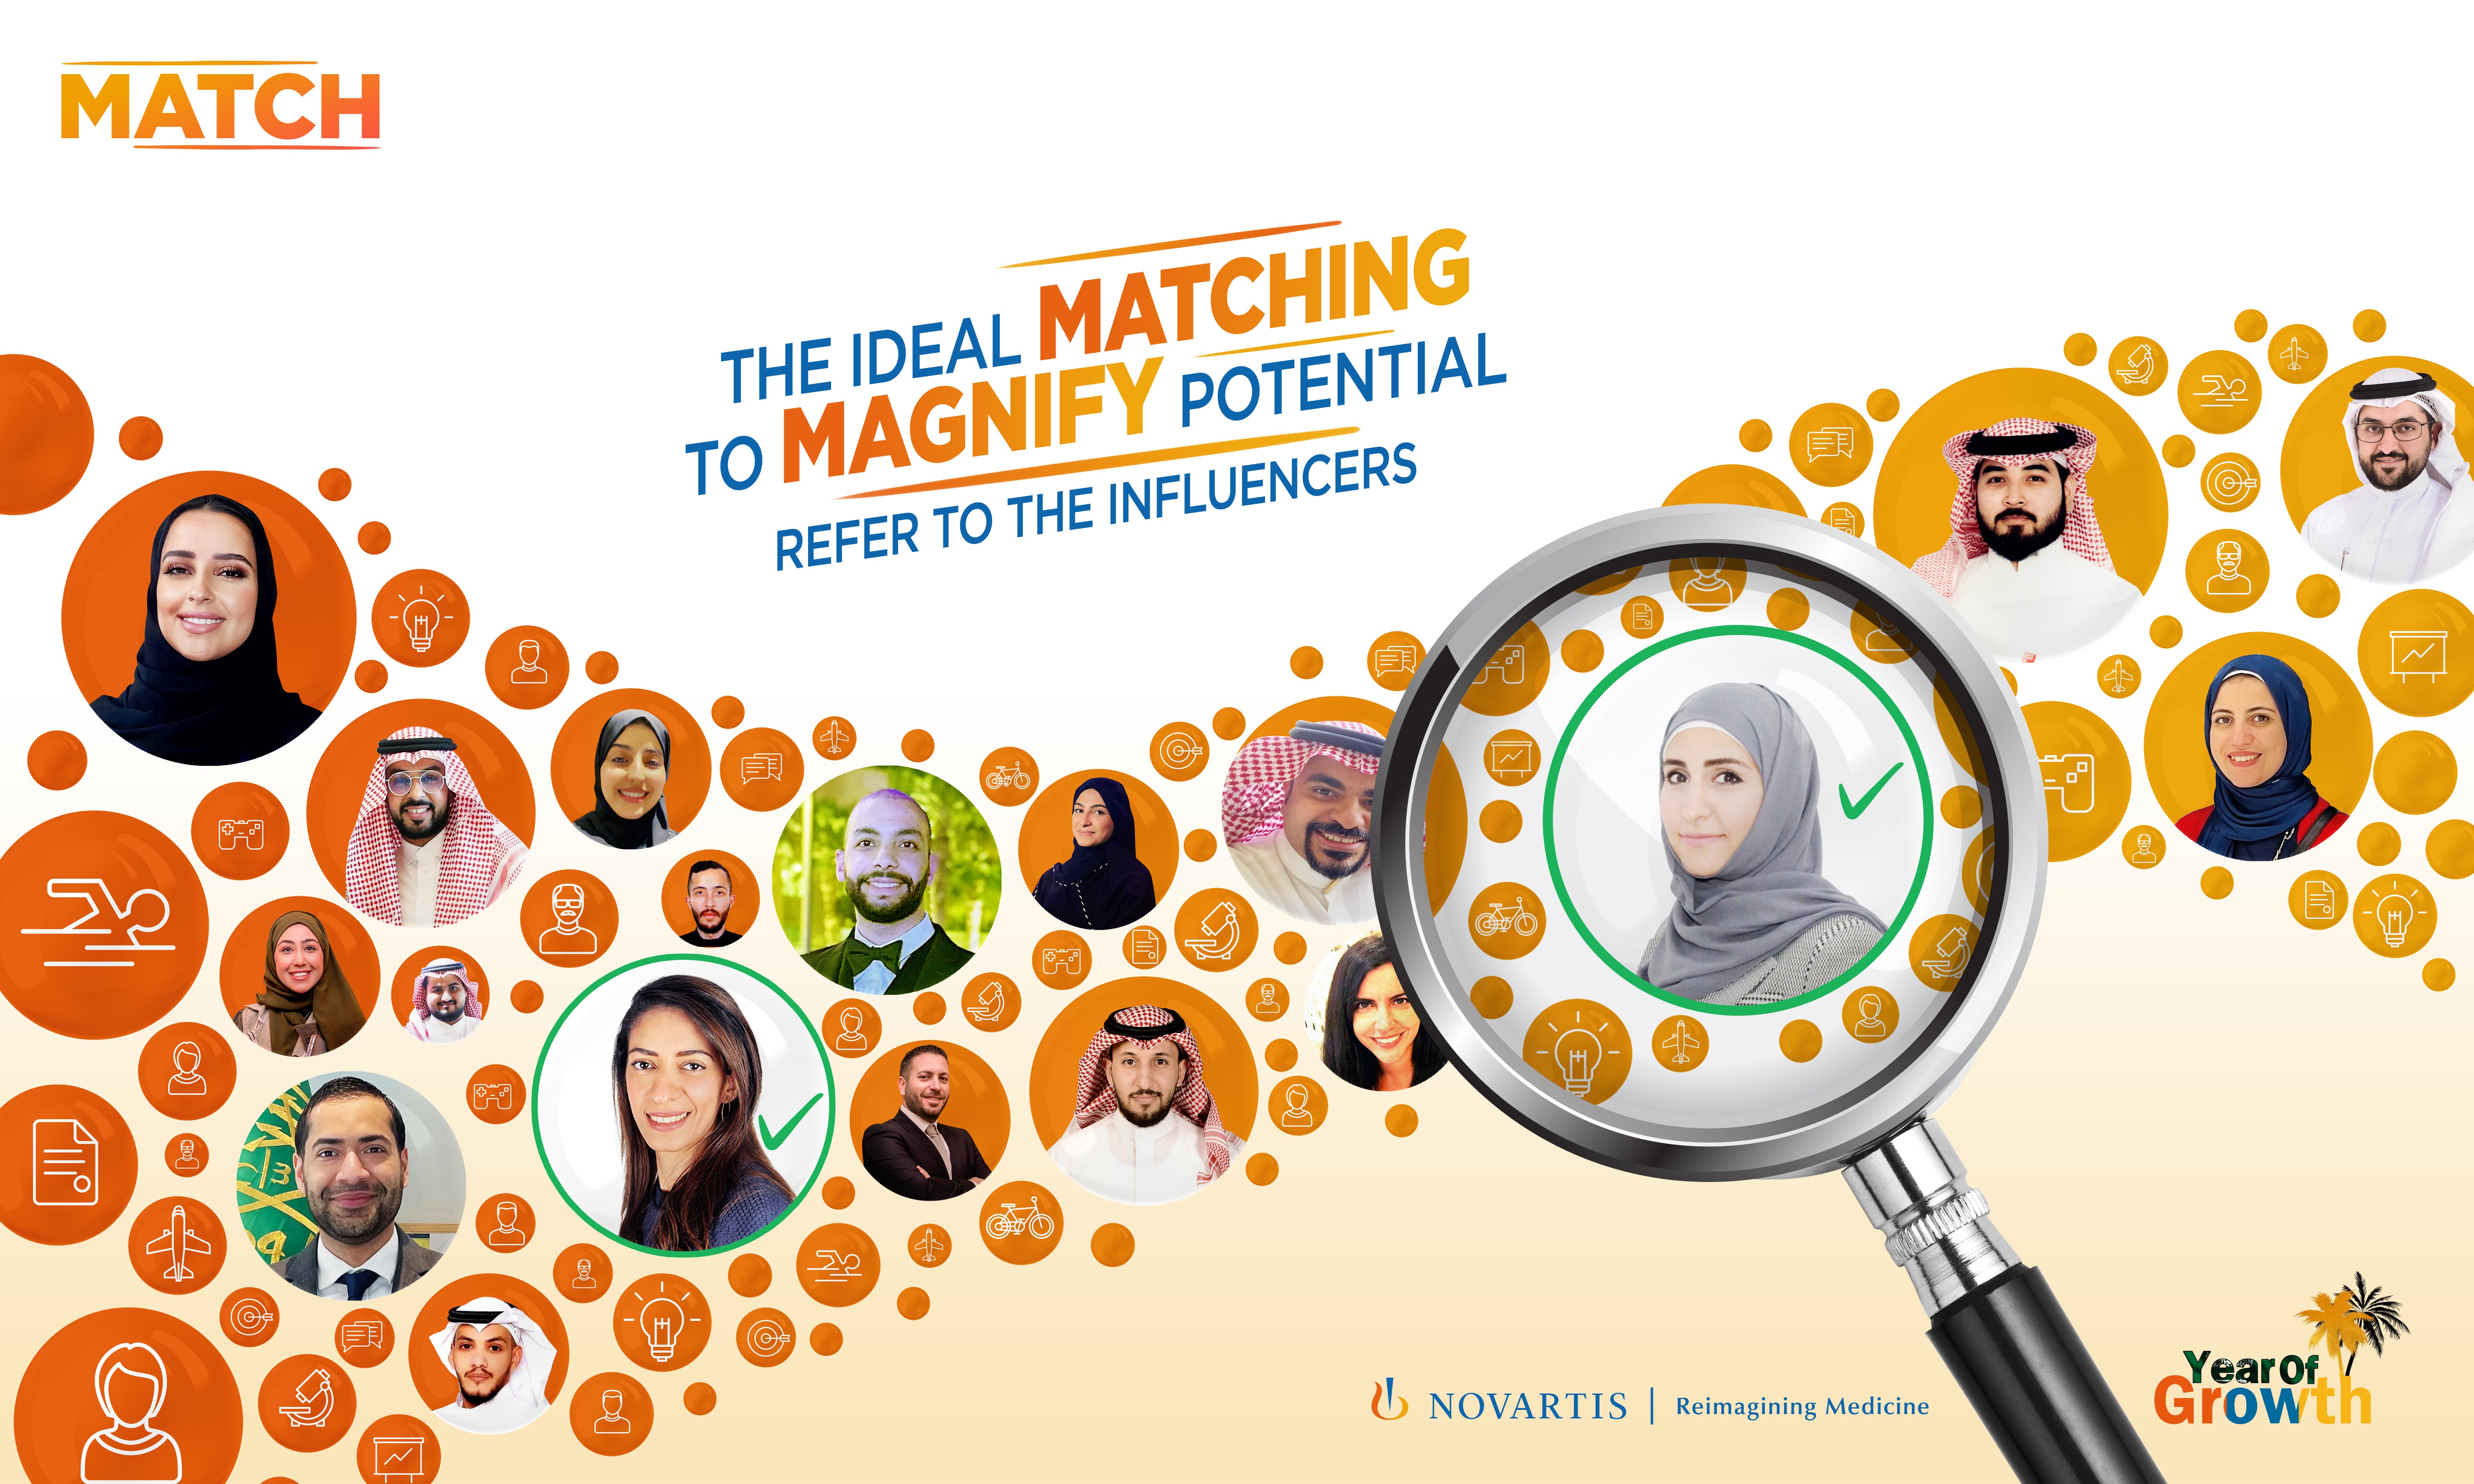 MATCH
THE IDEAL MATCHING
TO MAGNIFY POTENTIAL
REFER TO THE INFLUENCERS
NOVARTIS | Reimagining Medicine
Year Of
Growth